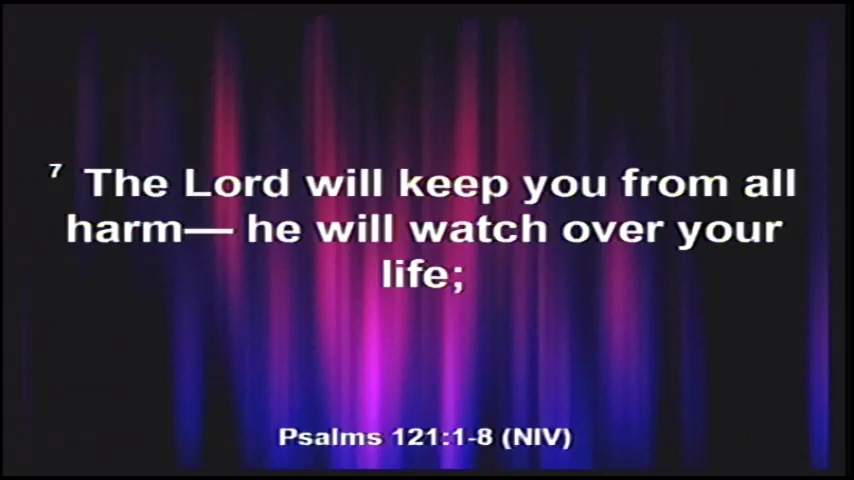 7 The Lord will keep you from all
harm— he will watch over your
life;
Psalms 121:1-8 (NIV)